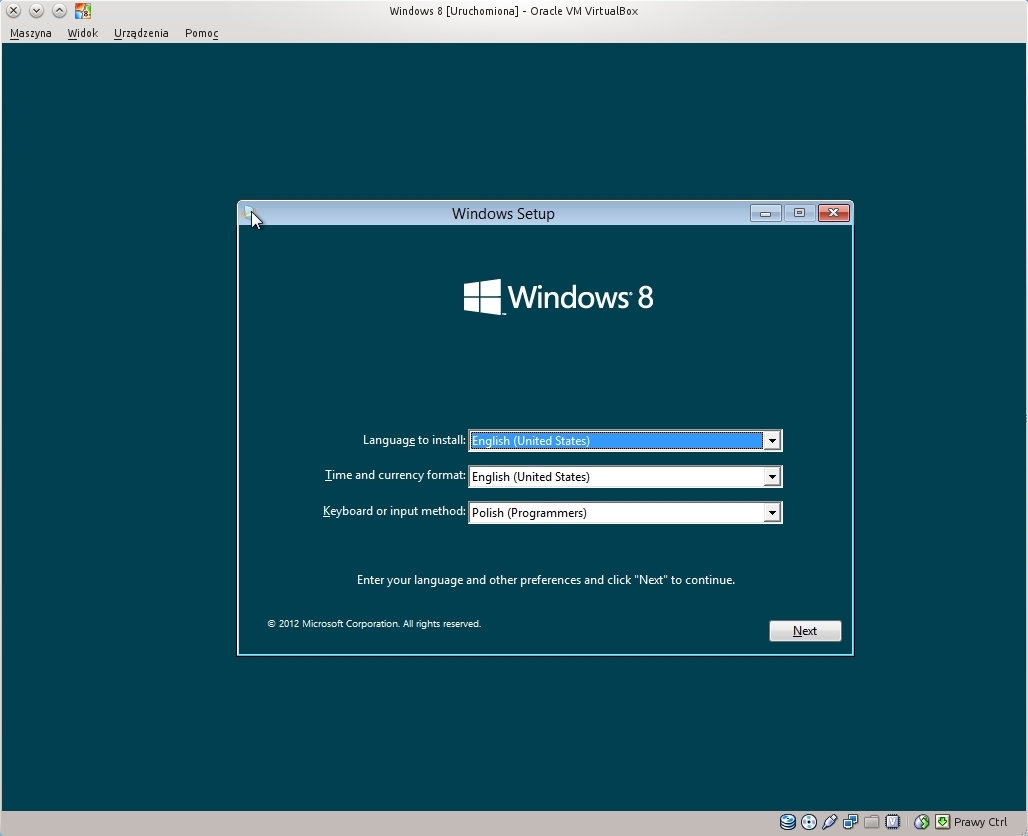 Windows 8 [Uruchomiona] - Oracle VM VirtualBox
Maszyna Widok Urządzenia Pomoc
Windows Setup
Windows 8
Language to install: English (United States)
Time and currency format: English (United States)
Keyboard or input method: Polish (Programmers)
Enter your language and other preferences and click "Next" to continue.
© 2012 Microsoft Corporation. All rights reserved.
Next
Prawy Ctrl